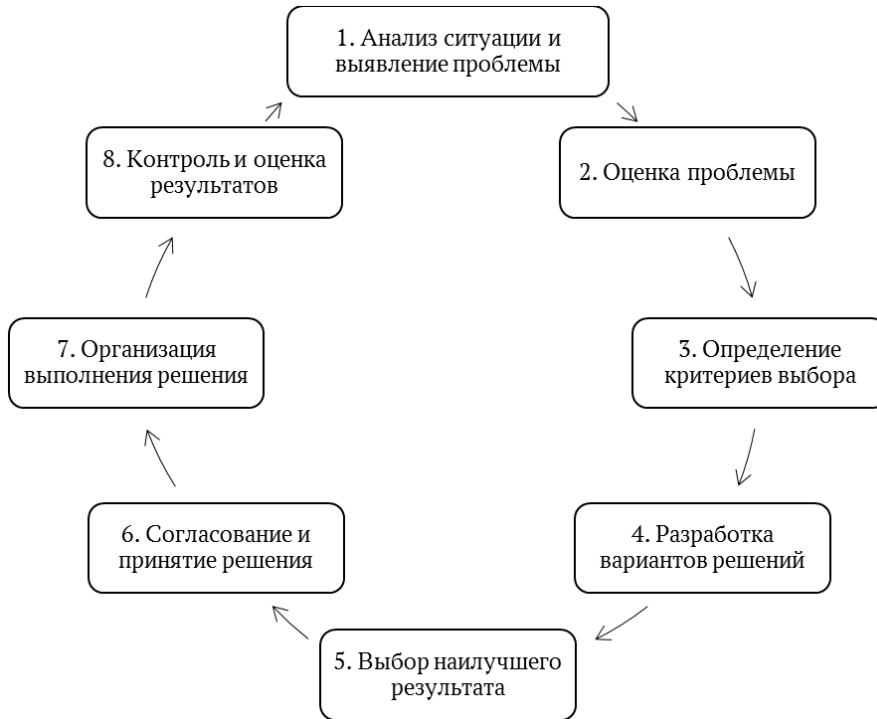 1. Анализ ситуации и
выявление проблемы
2. Оценка проблемы
3. Определение
критериев выбора
4. Разработка
вариантов решений
5. Выбор наилучшего
результата
6. Согласование и
принятие решения
7. Организация
выполнения решения
8. Контроль и оценка
результатов